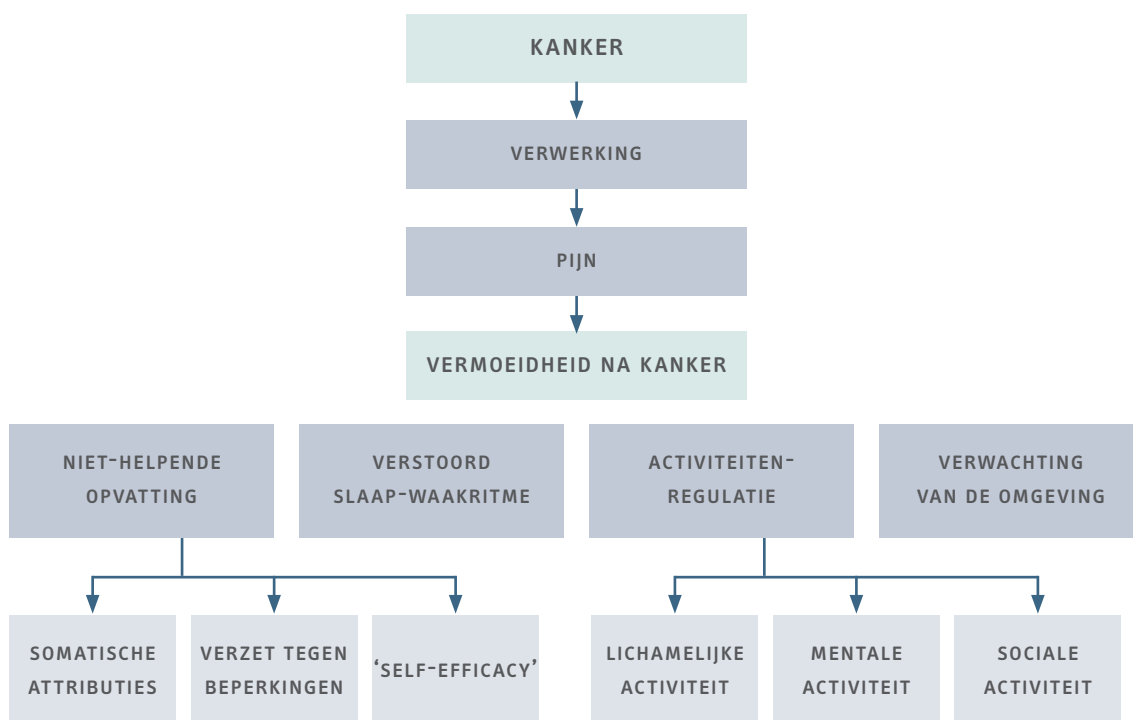 KANKER
VERWERKING
PIJN
VERMOEIDHEID NA KANKER
NIET-HELPENDE
OPVATTING
VERSTOORD
SLAAP-WAAKRITME
ACTIVITEITEN-
REGULATIE
VERWACHTING
VAN DE OMGEVING
SOMATISCHE
ATTRIBUTIES
VERZET TEGEN
BEPERKINGEN
‘SELF-EFFICACY’
LICHAMELIJKE
ACTIVITEIT
MENTALE
ACTIVITEIT
SOCIALE
ACTIVITEIT